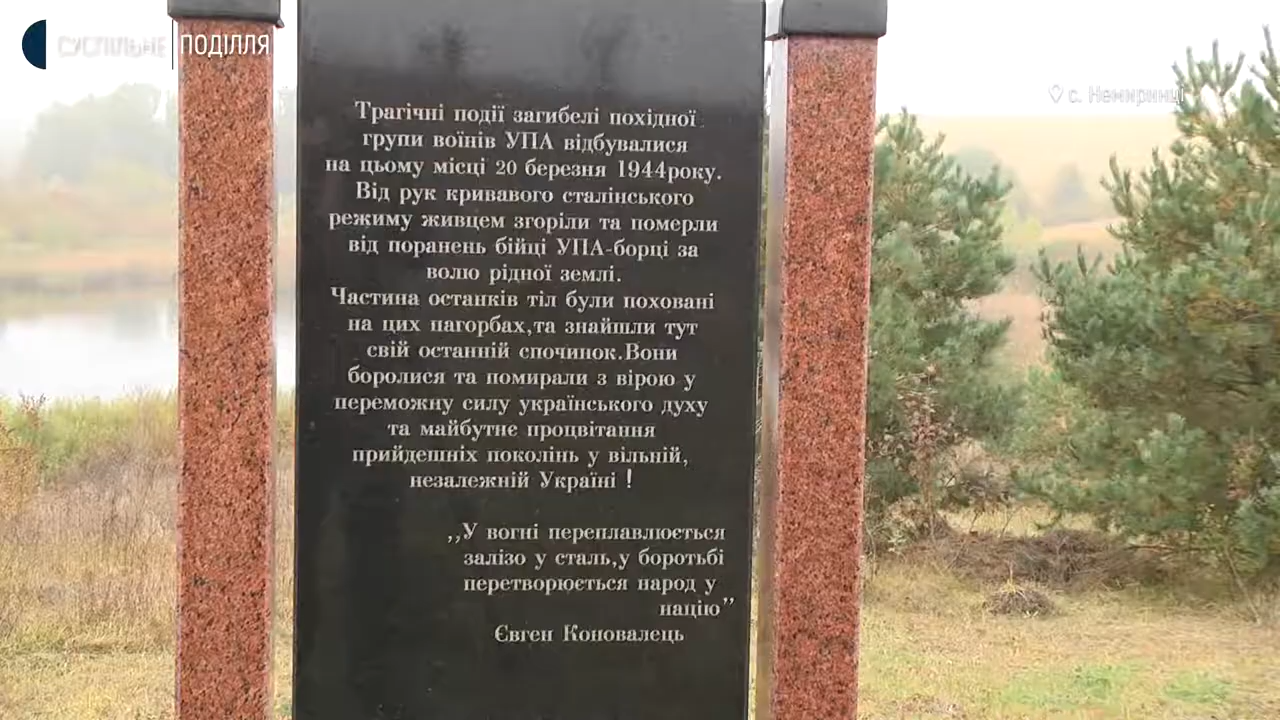 СУСПІЛЬНЕ ПОДІЛЛЯ
с. Немиринці
Трагічні події загибелі похідної
групи воїнів УПА відбувалися
на цьому місці 20 березня 1944року.
Від рук кривавого сталінського
режиму живцем згоріли та померли
від поранень бійці УПА-борці за
волю рідної землі.
Частина останків тіл були поховані
на цих пагорбах,та знайшли тут
свій останній спочинок.Вони
боролися та помирали з вірою у
переможну силу українського духу
та майбутнє процвітання
прийдешніх поколінь у вільній,
незалежній Україні !
,,У вогні переплавлюється
залізо у сталь,у боротьбі
перетворюється народ у
націю”
Євген Коновалець